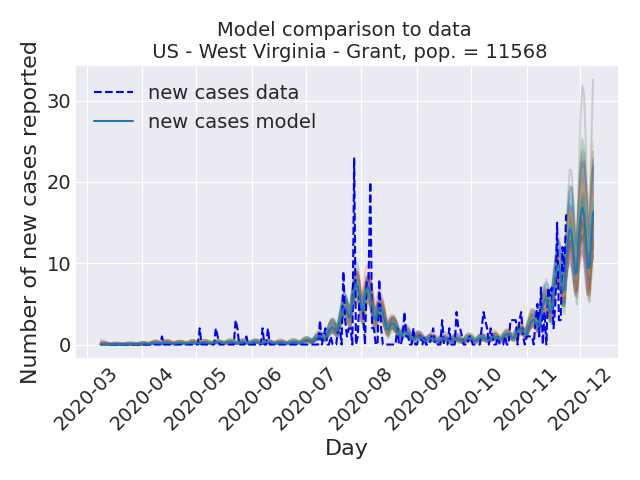 Model comparison to data
US - West Virginia - Grant, pop. = 11568
Number of new cases reported
30
20
10
0
new cases data
new cases model
2020-03
2020-04
2020-05
2020-06
2020-07
2020-08
2020-09
2020-10
2020-11
2020-12
Day